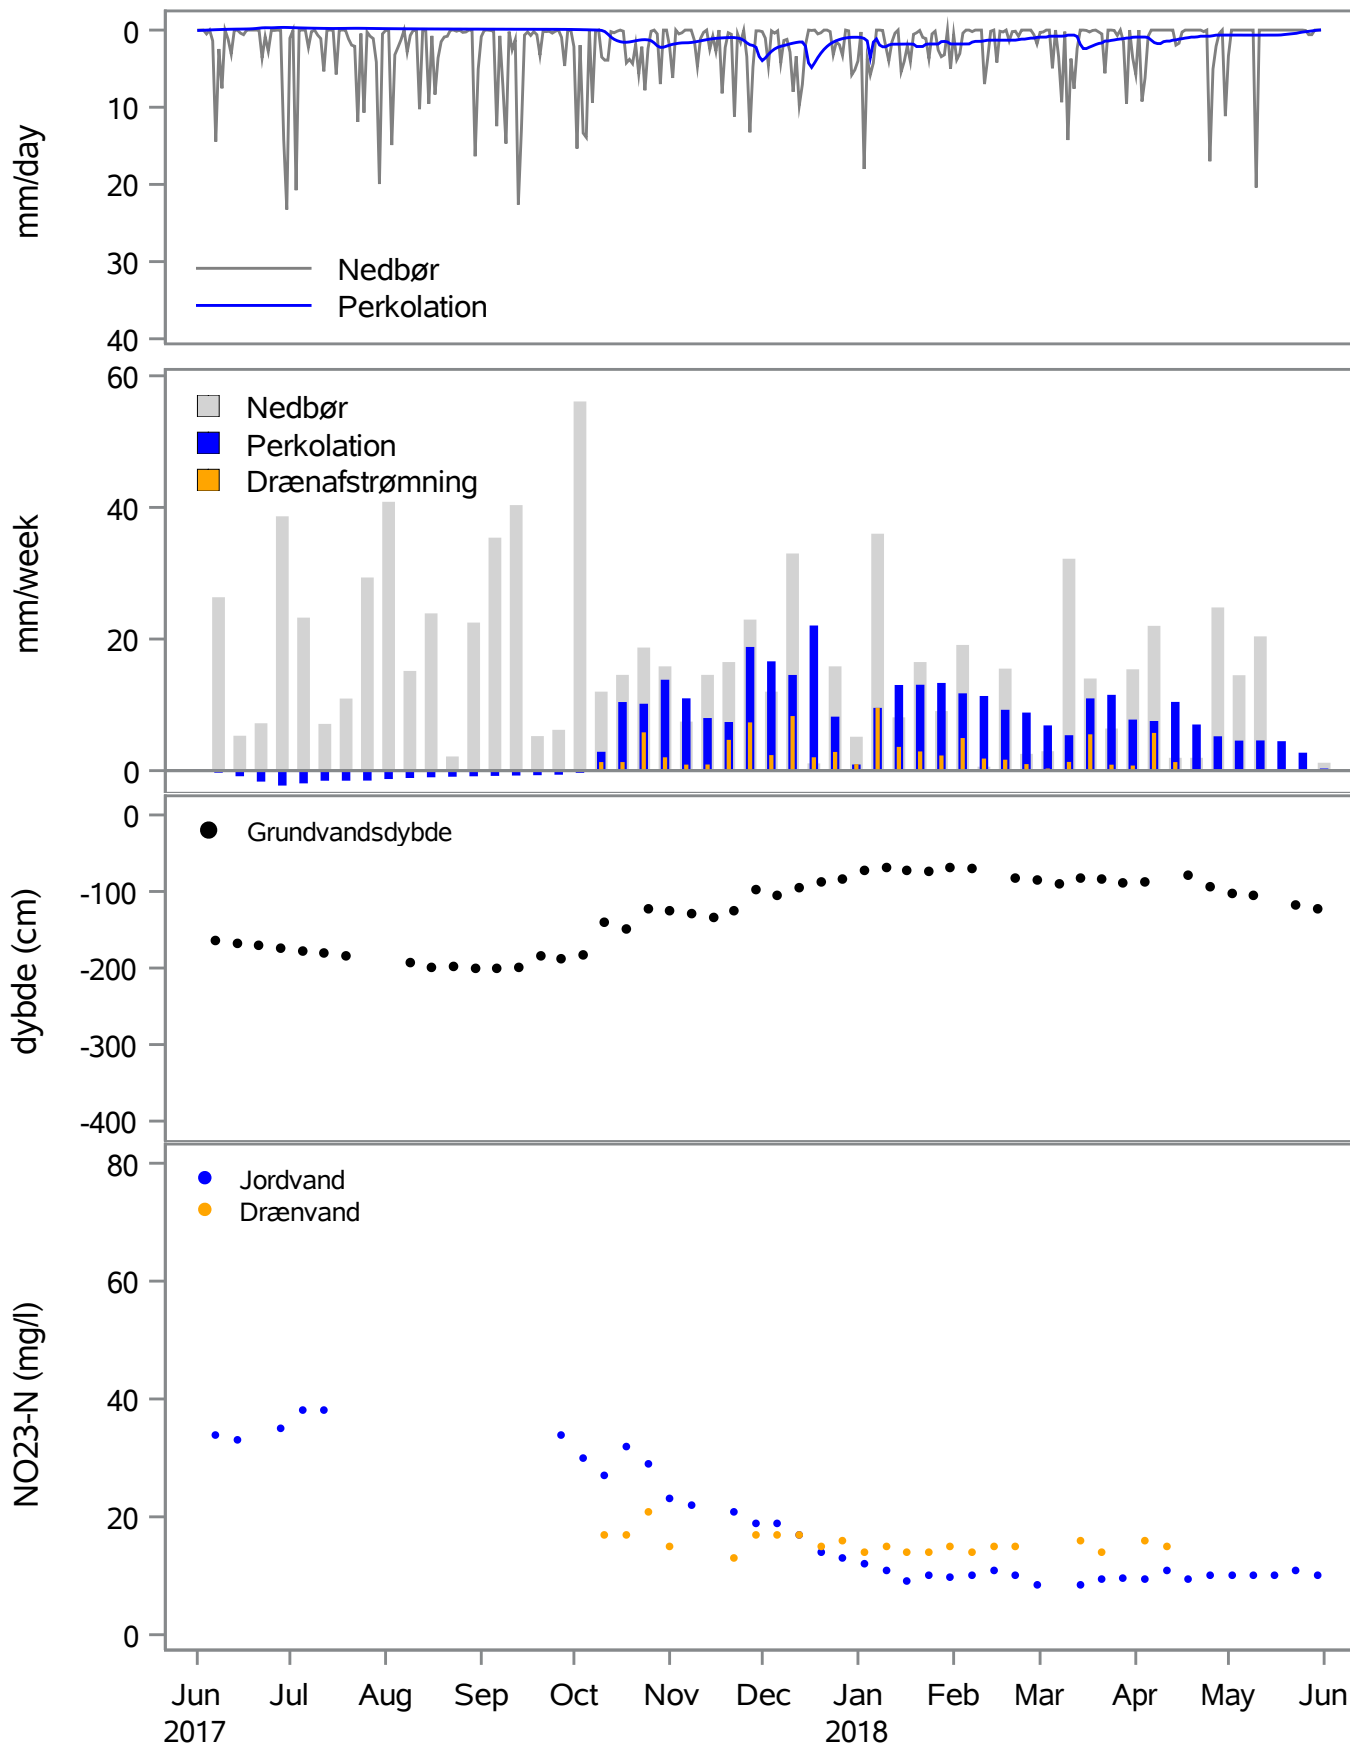 0
10
20
30
40
mm/day
Nedbør
Perkolation
60
40
20
0
mm/week
Nedbør
Perkolation
Drænafstrømning
0
-100
-200
-300
-400
dybde (cm)
Grundvandsdybde
80
60
40
20
0
NO23-N (mg/l)
Jordvand
Drænvand
Jun Jul Aug Sep Oct Nov Dec Jan Feb Mar Apr May Jun
2017 2018